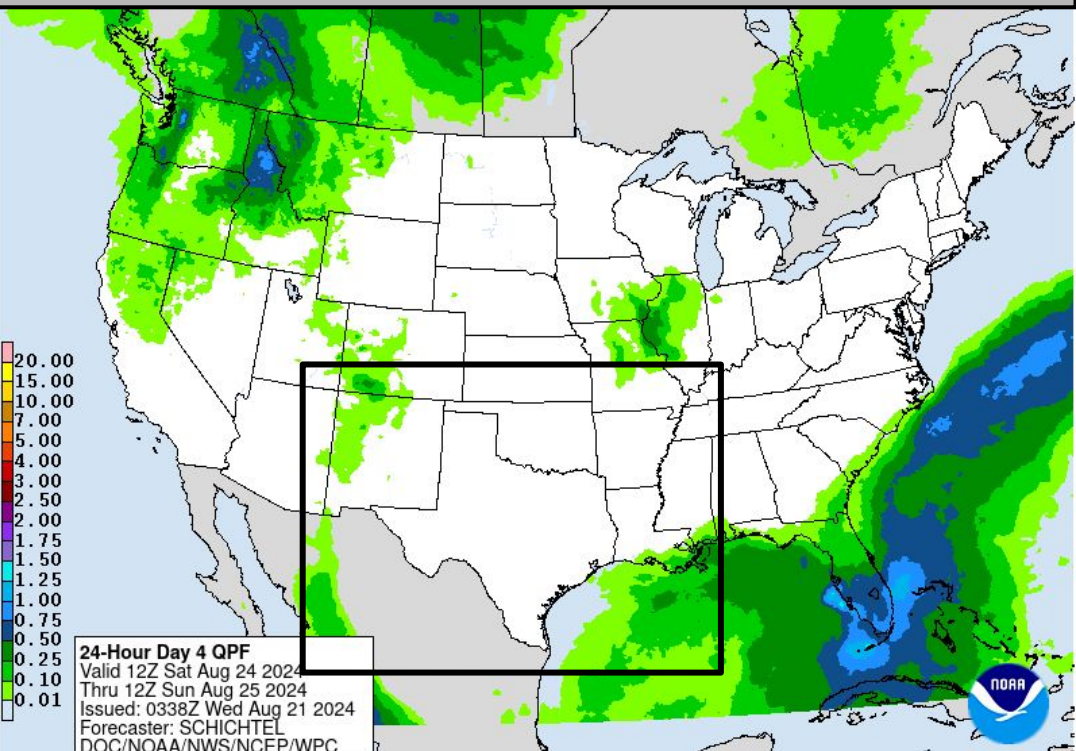 20.00
15.00
10.00
7.00
5.00
4.00
3.00
2.50
2.00
1.75
1.50
1.25
1.00
0.75
0.50
0.25
0.10
0.01
24-Hour Day 4 QPF
Valid 12Z Sat Aug 24 2024
Thru 12Z Sun Aug 25 2024
Issued: 0338Z Wed Aug 21 2024
Forecaster: SCHICHTEL
DOC/NOAA/NWS/NCEP/WPC
NOAA